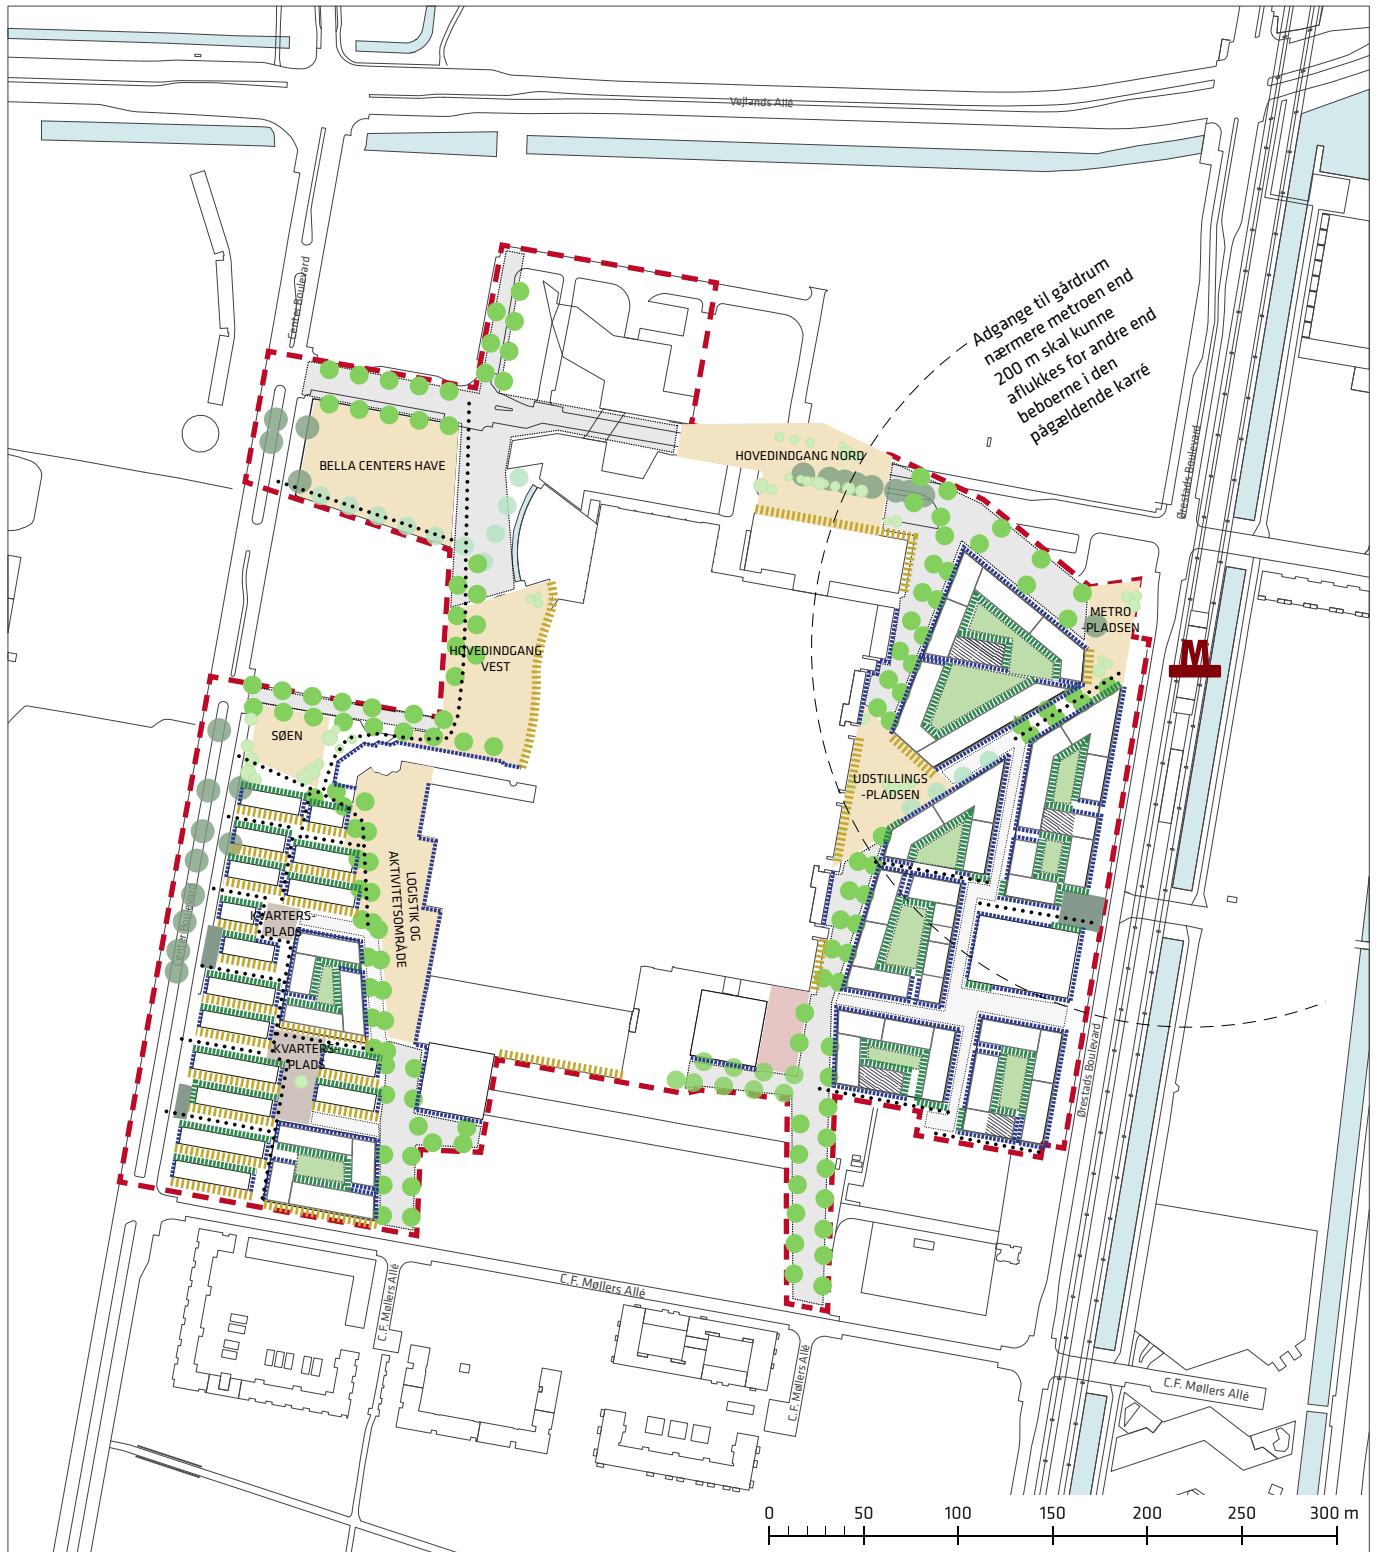 Vejlands Allé
Center Boulevard
Adgange til gårdrum
nærmere metroen end
200 m skal kunne
aflukkes for andre end
beboerne i den
pågældende karré
Ørestads Boulevard
BELLA CENTERS HAVE
HOVEDINDGANG NORD
METRO
-PLADSEN
M
HOVEDINDGANG
VEST
SØEN
UDSTILLINGS
-PLADSEN
LOGISTIK OG
AKTIVITETSOMRÅDE
Center Boulevard
KVARTERS-
PLADS
KVARTERS-
PLADS
Ørestads Boulevard
C.F. Møllers Allé
C.F. Møllers Allé
C.F. Møllers Allé
C.F. Møllers Allé
0 50 100 150 200 250 300 m